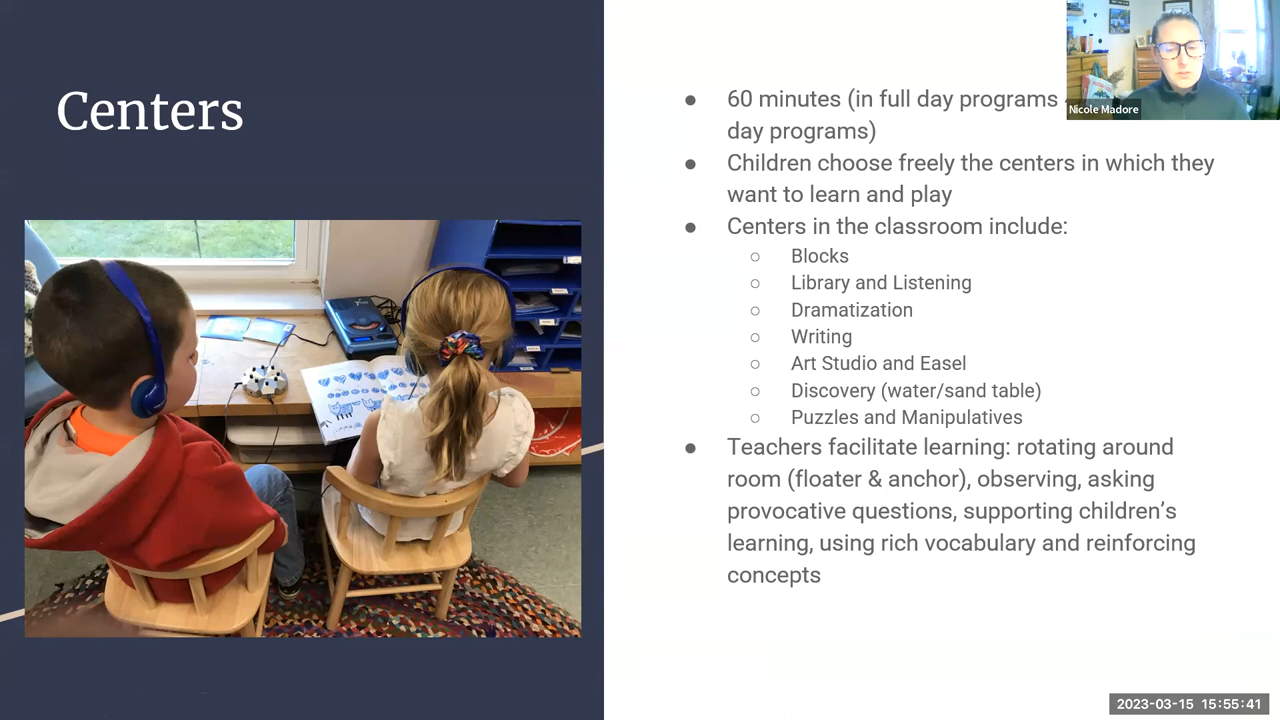 Centers
● 60 minutes (in full day programs
day programs)
● Children choose freely the centers in which they
want to learn and play
● Centers in the classroom include:
○ Blocks
○ Library and Listening
○ Dramatization
○ Writing
○ Art Studio and Easel
○ Discovery (water/sand table)
○ Puzzles and Manipulatives
● Teachers facilitate learning: rotating around
room (floater & anchor), observing, asking
provocative questions, supporting children’s
learning, using rich vocabulary and reinforcing
concepts
Nicole Madore
2023-03-15 15:55:41